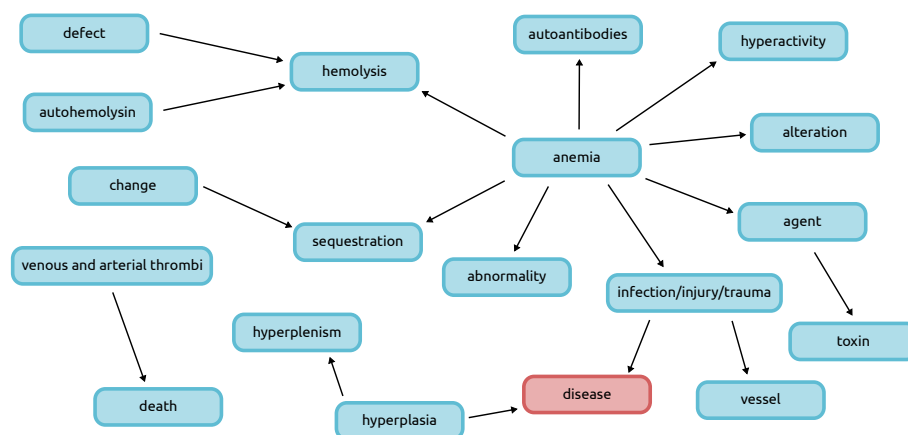 defect
autoantibodies
hyperactivity
hemolysis
autohemolysin
alteration
anemia
change
agent
sequestration
venous and arterial thrombi
abnormality
infection/injury/trauma
hyperplenism
toxin
disease
vessel
death
hyperplasia